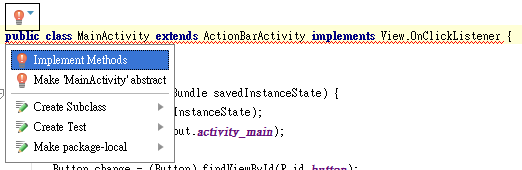 public class MainActivity extends ActionBarActivity implements View.OnClickListener {
Implement Methods
Make 'MainActivity' abstract
Bundle savedInstanceState) {
Create Subclass
InstanceState);
Create Test
out.activity_main);
Make package-local
Button change = (Button) findViewById(R.id.button);